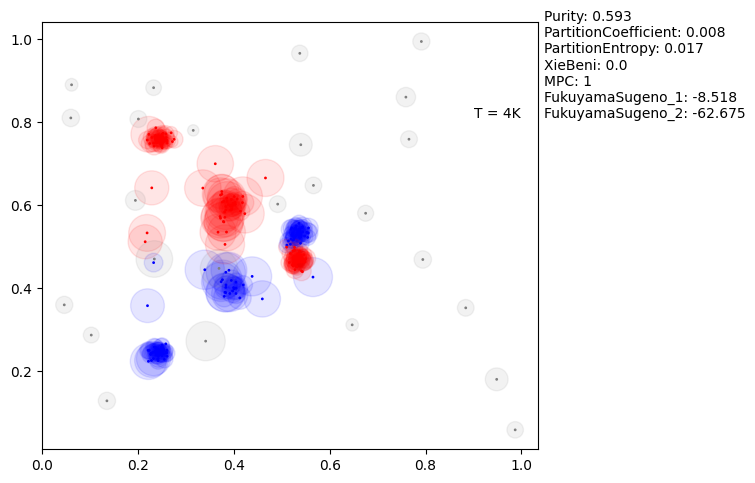 Purity: 0.593
PartitionCoefficient: 0.008
PartitionEntropy: 0.017
XieBeni: 0.0
MPC: 1
FukuyamaSugeno_1: -8.518
FukuyamaSugeno_2: -62.675
T = 4K
1.0
0.8
0.6
0.4
0.2
0.0 0.2 0.4 0.6 0.8 1.0